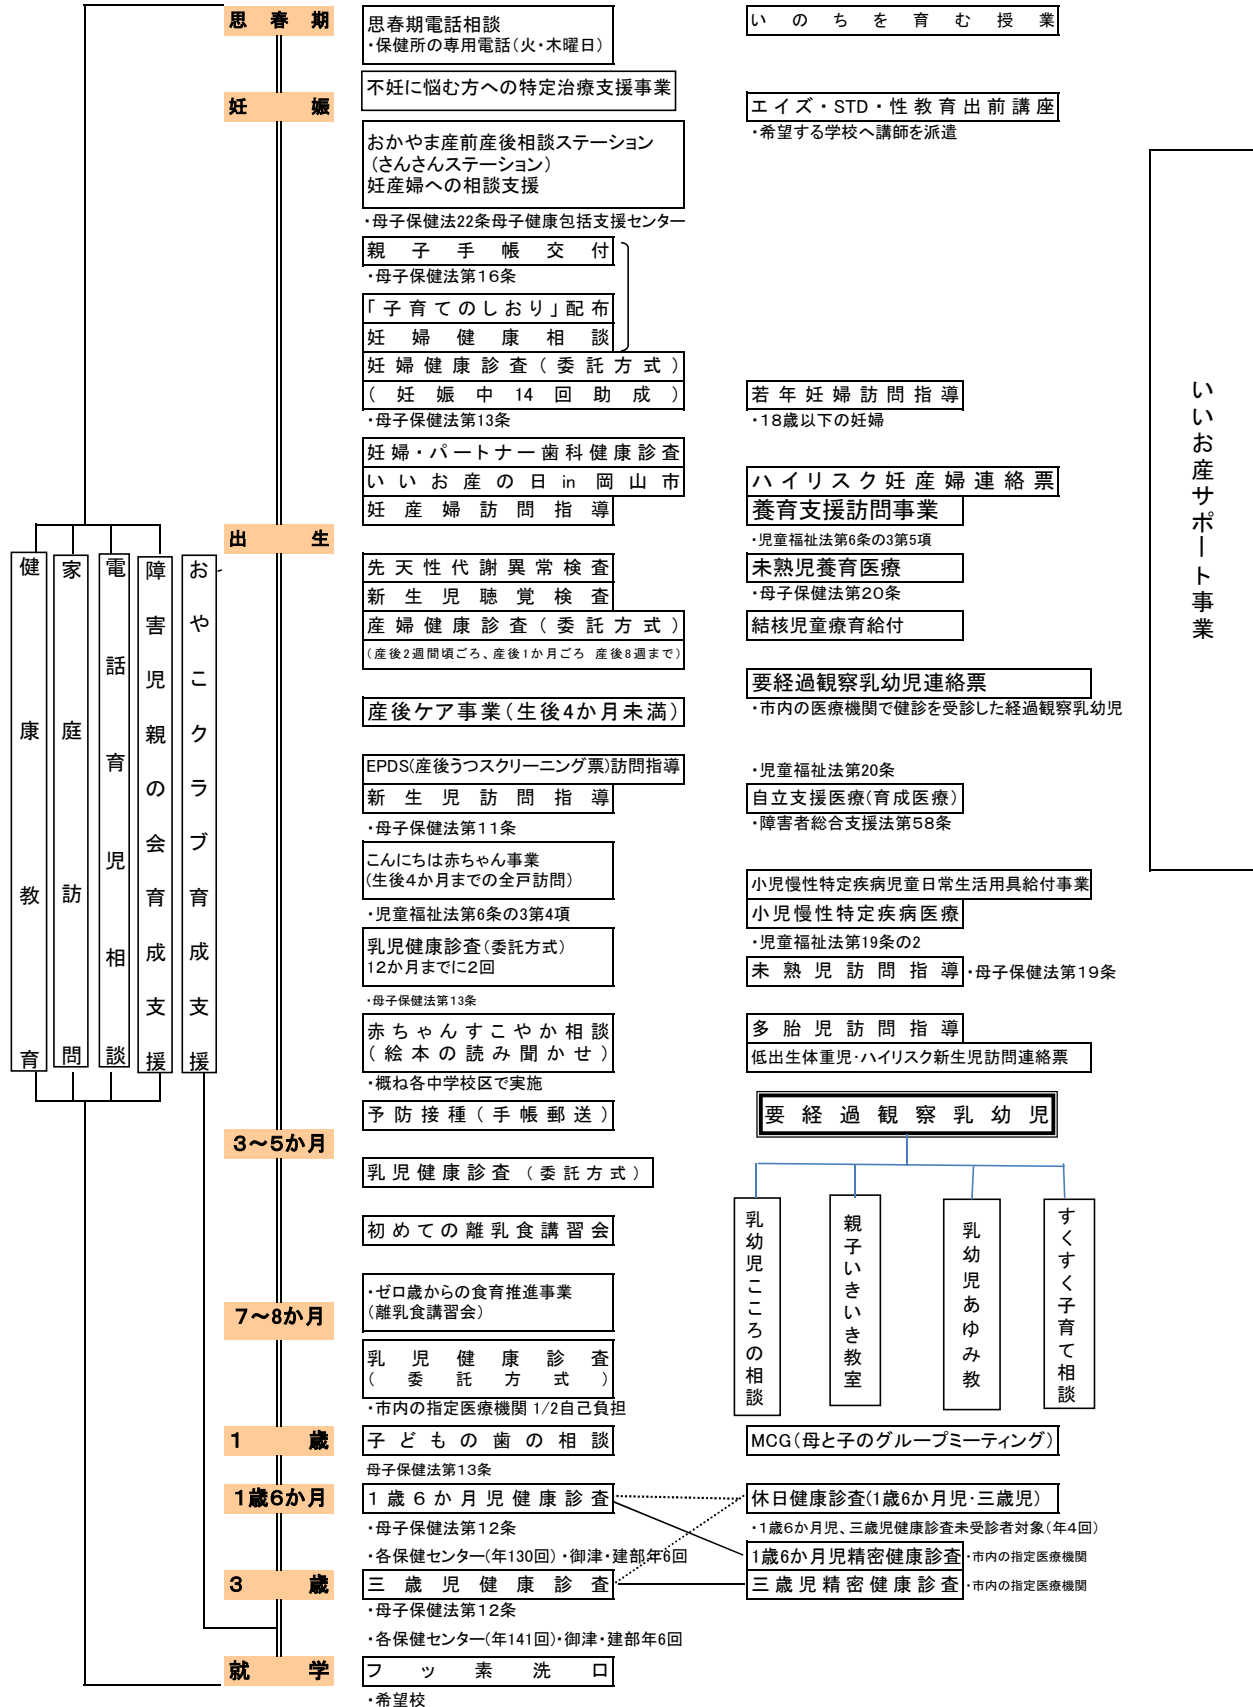 思春期
思春期電話相談
・保健所の専用電話(火・木曜日)
いのちを育む授業
不妊に悩む方への特定治療支援事業
妊娠
エイズ・STD・性教育出前講座
・希望する学校へ講師を派遣
おかやま産前産後相談ステーション
(さんさんステーション)
妊産婦への相談支援
・母子保健法22条母子健康包括支援センター
親子手帳交付
・母子保健法第16条
「子育てのしおり」配布
妊婦健康相談
妊婦健康診査(委託方式)
(妊娠中14回助成)
・母子保健法第13条
若年妊婦訪問指導
・18歳以下の妊婦
妊婦・パートナー歯科健康診査
いいお産の日 in 岡山市
妊産婦訪問指導
ハイリスク妊産婦連絡票
養育支援訪問事業
・児童福祉法第6条の3第5項
いいお産サポート事業
出生
先天性代謝異常検査
新生児聴覚検査
産婦健康診査(委託方式)
(産後2週間頃ごろ、産後1か月ごろ 産後8週まで)
未熟児養育医療
・母子保健法第20条
結核児童療育給付
要経過観察乳幼児連絡票
・市内の医療機関で健診を受診した経過観察乳幼児
産後ケア事業(生後4か月未満)
EPDS(産後うつスクリーニング票)訪問指導
新生児訪問指導
・母子保健法第11条
・児童福祉法第20条
自立支援医療(育成医療)
・障害者総合支援法第58条
こんにちは赤ちゃん事業
(生後4か月までの全戸訪問)
・児童福祉法第6条の3第4項
小児慢性特定疾病児童日常生活用具給付事業
小児慢性特定疾病医療
・児童福祉法第19条の2
乳児健康診査(委託方式)
12か月までに2回
・母子保健法第13条
未熟児訪問指導 ・母子保健法第19条
赤ちゃんすこやか相談
(絵本の読み聞かせ)
・概ね各中学校区で実施
多胎児訪問指導
低出生体重児・ハイリスク新生児訪問連絡票
予防接種(手帳郵送)
健康教育
家庭訪問
電話育児相談
障害児親の会育成支援
おやこクラブ育成支援
3〜5か月
乳児健康診査(委託方式)
初めての離乳食講習会
要経過観察乳幼児
乳幼児こころの相談
親子いきいき教室
乳幼児あゆみ教
すくすく子育て相談
7〜8か月
・ゼロ歳からの食育推進事業
(離乳食講習会)
乳児健康診査
(委託方式)
・市内の指定医療機関 1/2自己負担
1歳
子どもの歯の相談
母子保健法第13条
MCG(母と子のグループミーティング)
1歳6か月
1歳6か月児健康診査
・母子保健法第12条
・各保健センター(年130回)・御津・建部年6回
休日健康診査(1歳6か月児・三歳児)
・1歳6か月児、三歳児健康診査未受診者対象(年4回)
1歳6か月児精密健康診査 ・市内の指定医療機関
3歳
三歳児健康診査
・母子保健法第12条
・各保健センター(年141回)・御津・建部年6回
三歳児精密健康診査 ・市内の指定医療機関
就学
フッ素洗口
・希望校